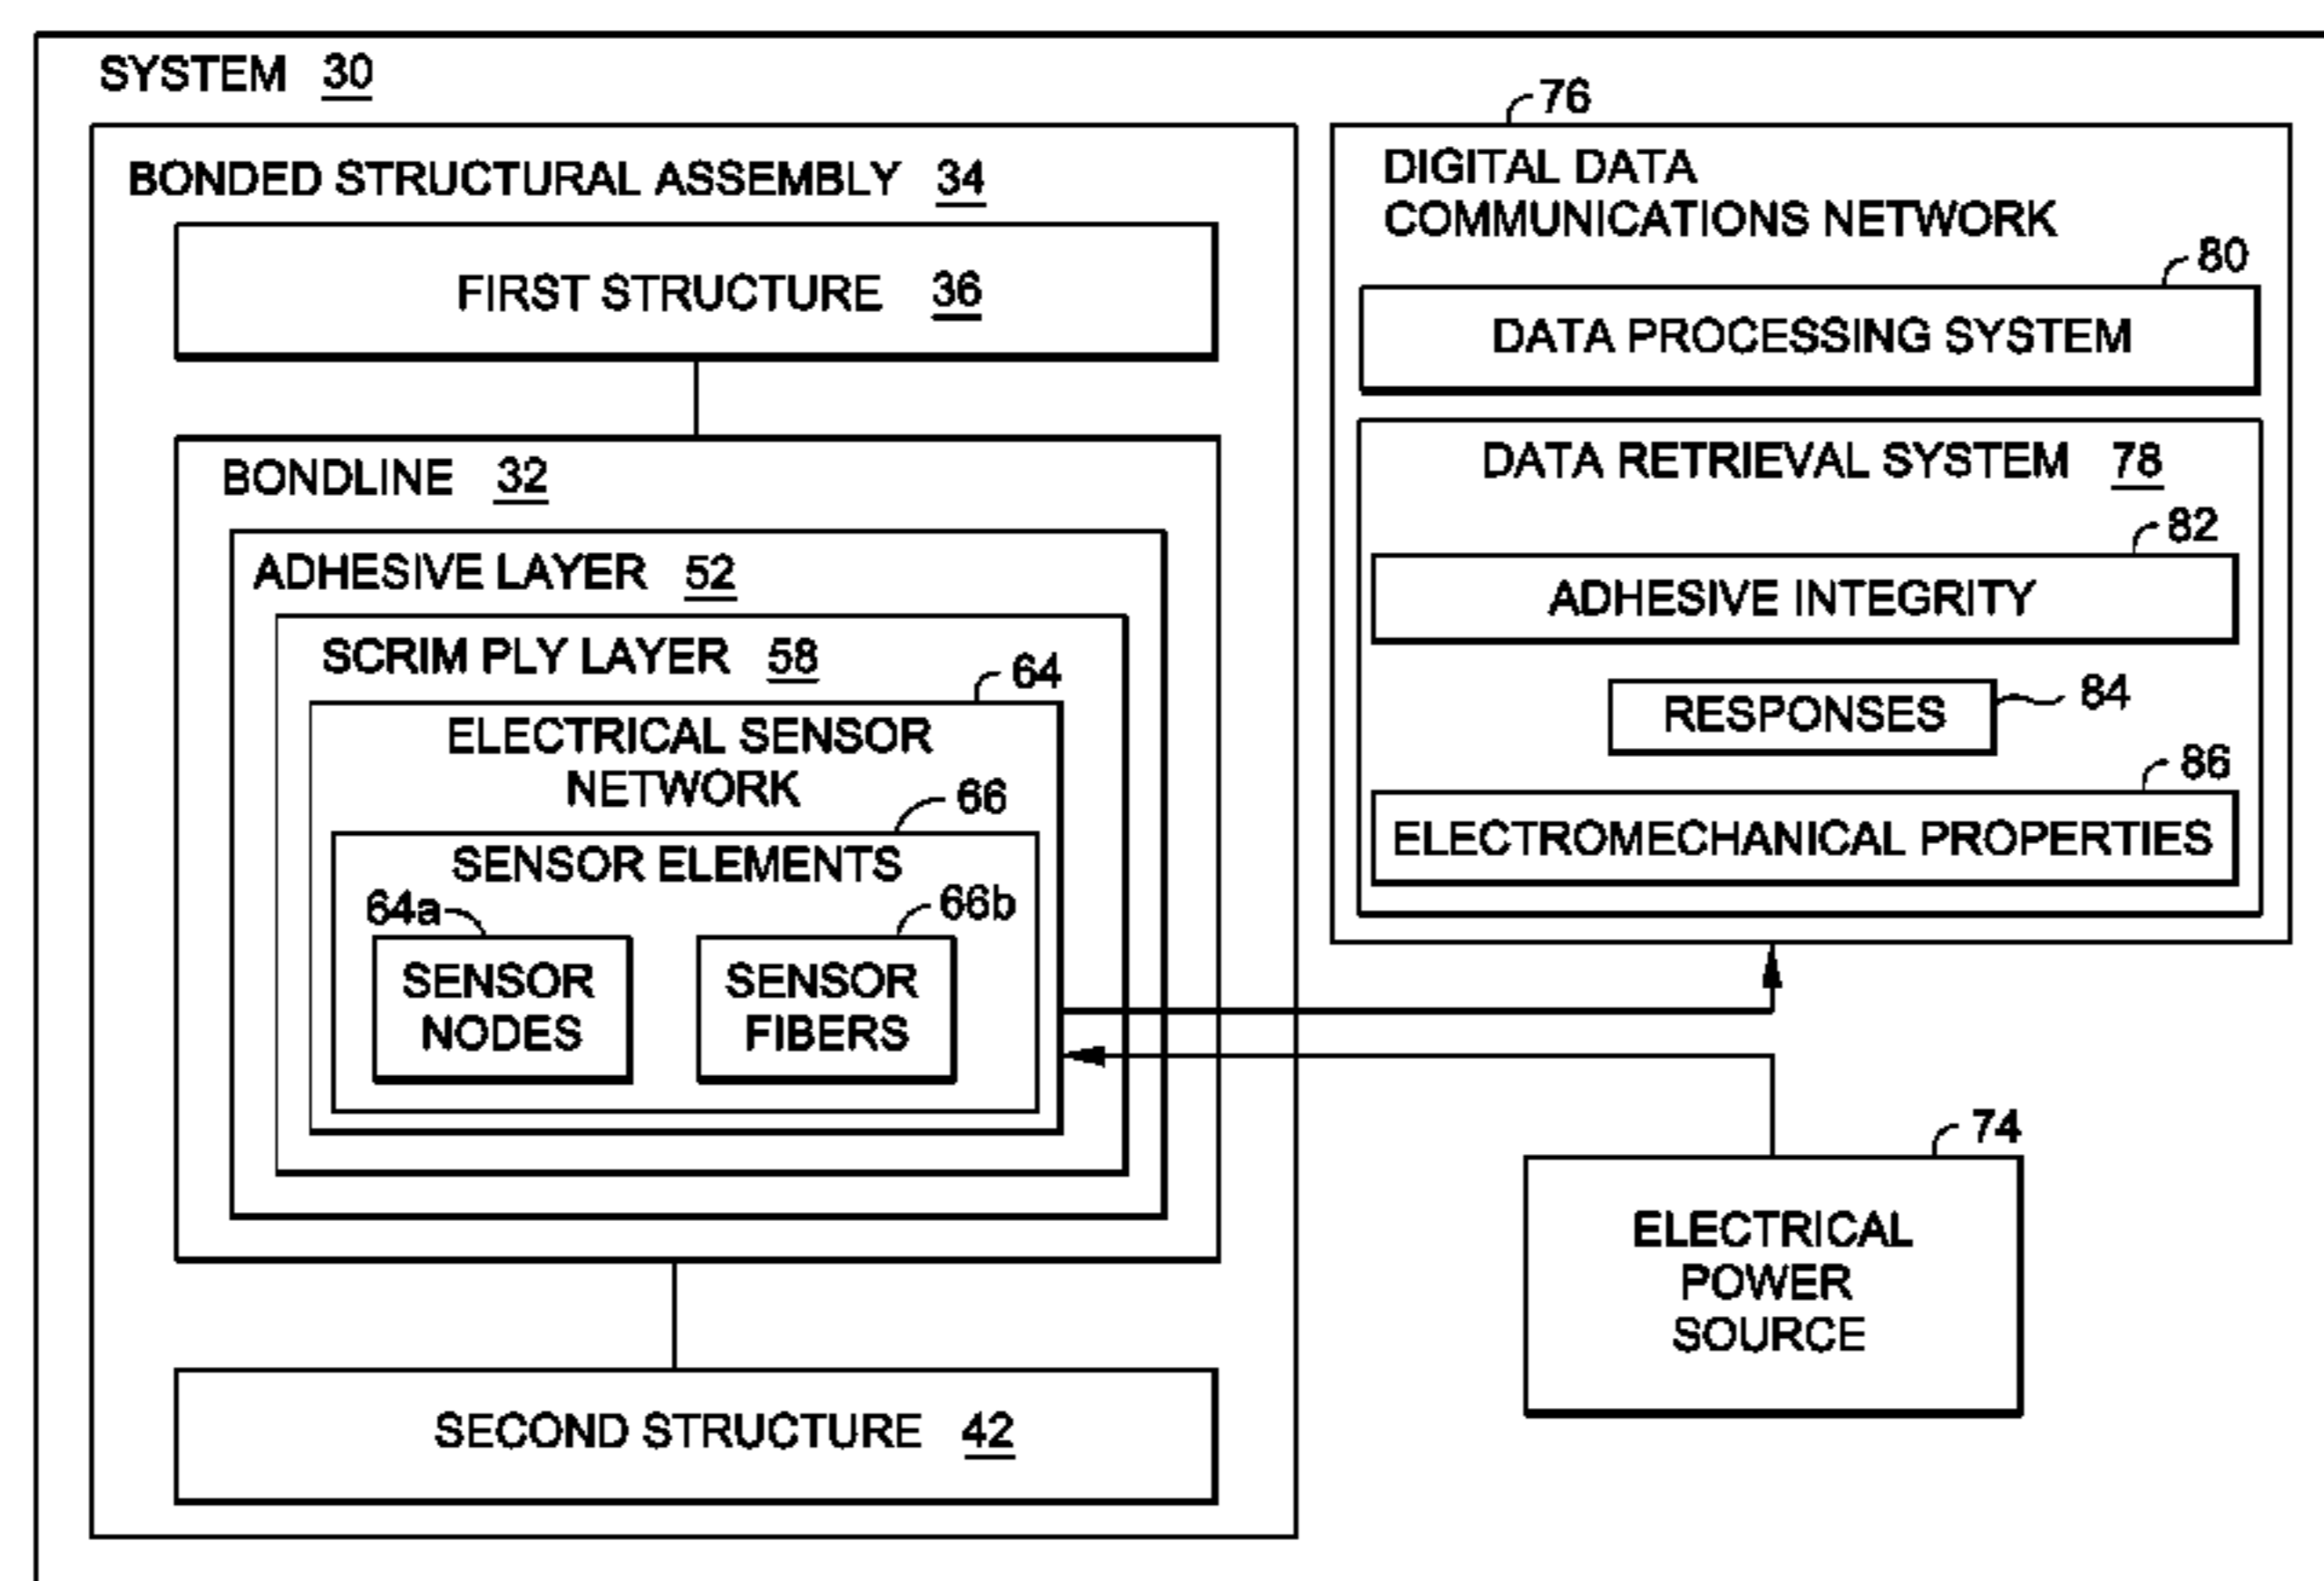 SYSTEM 30
BONDED STRUCTURAL ASSEMBLY 34
FIRST STRUCTURE 36
BONDLINE 32
ADHESIVE LAYER 52
SCRIM PLY LAYER 58
64
ELECTRICAL SENSOR
NETWORK
66
SENSOR ELEMENTS
64a
66b
SENSOR
NODES
SENSOR
FIBERS
SECOND STRUCTURE 42
76
DIGITAL DATA
COMMUNICATIONS NETWORK
80
DATA PROCESSING SYSTEM
DATA RETRIEVAL SYSTEM 78
82
ADHESIVE INTEGRITY
RESPONSES 84
86
ELECTROMECHANICAL PROPERTIES
74
ELECTRICAL
POWER
SOURCE